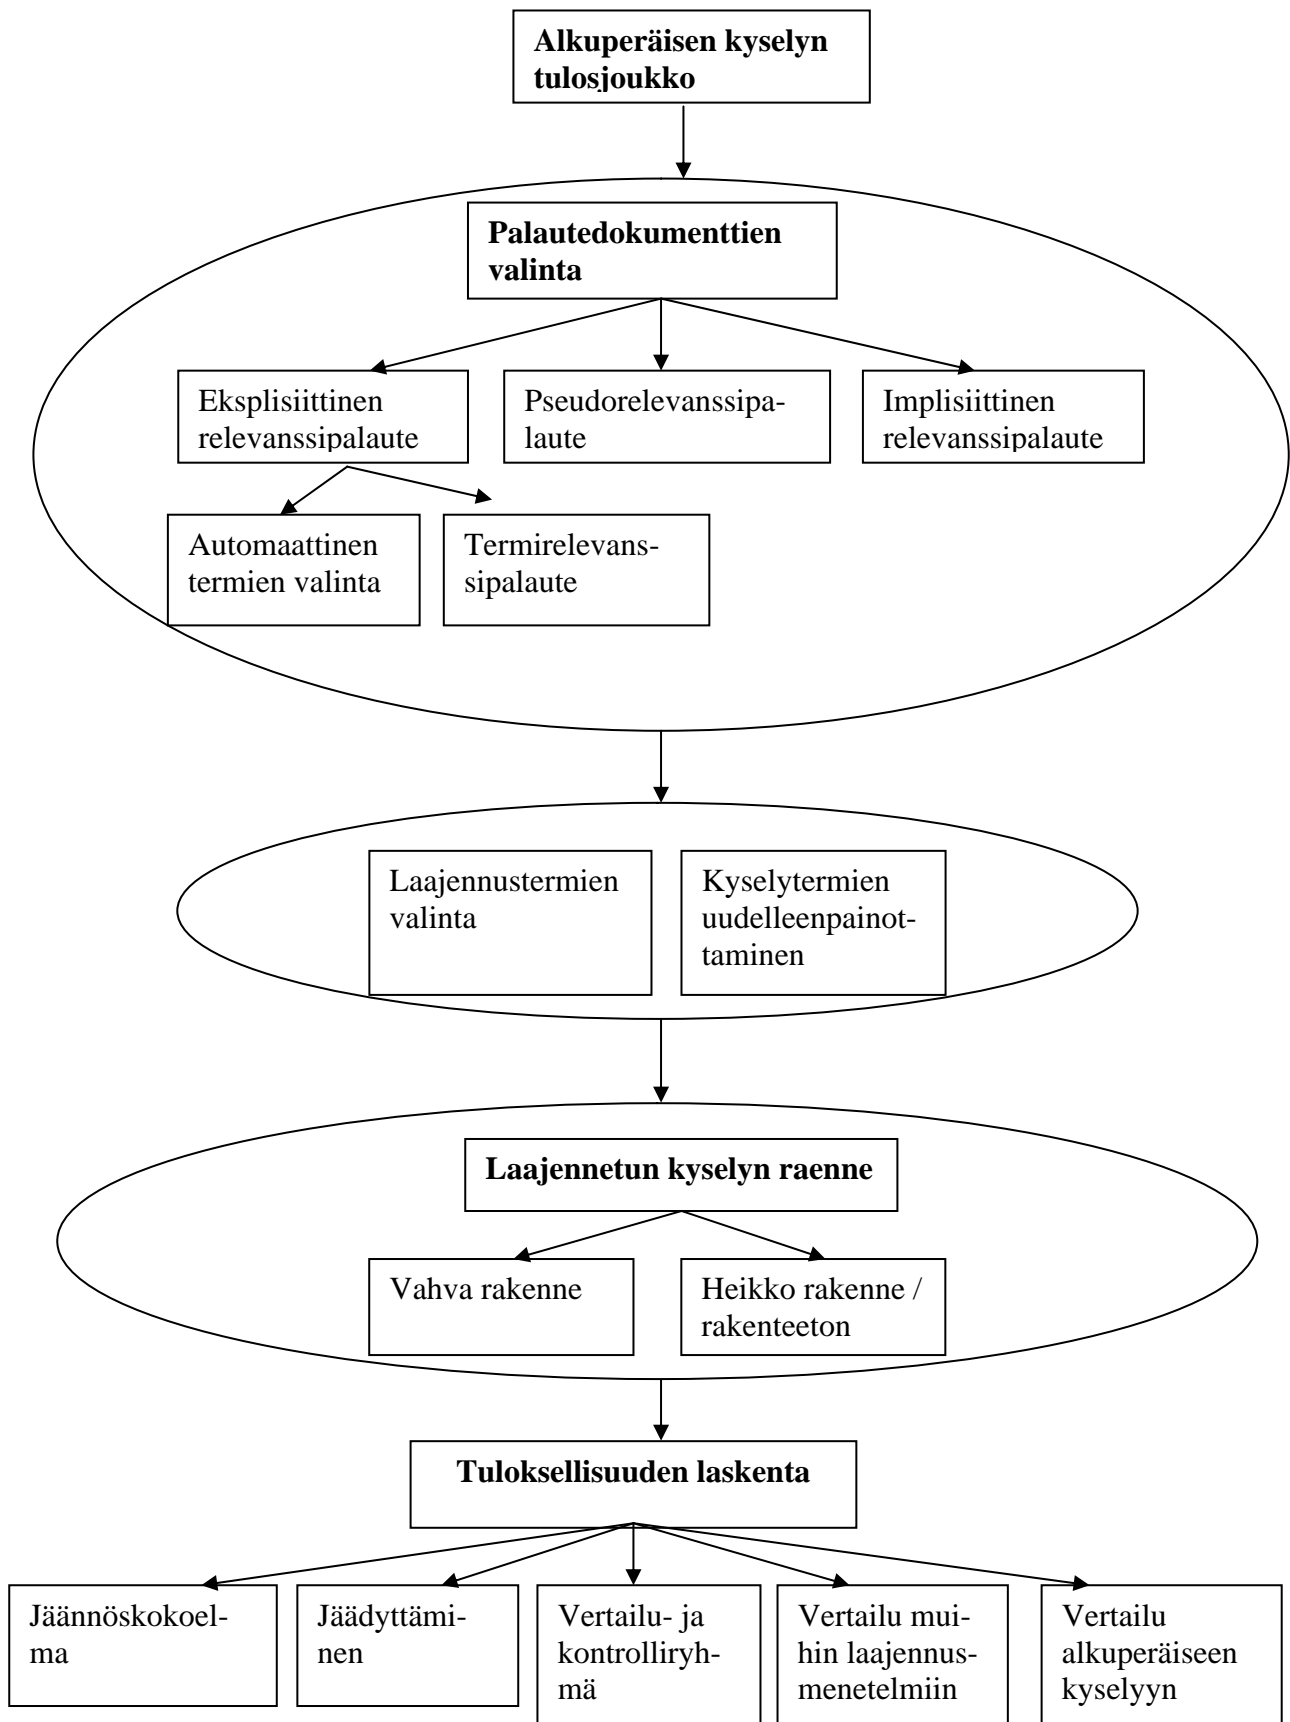 Alkuperäisen kyselyn
tulosjoukko
Palautedokumenttien
valinta
Eksplisiittinen
relevanssipalaute
Pseudorelevanssipa-
laute
Implisiittinen
relevanssipalaute
Automaattinen
termien valinta
Termirelevans-
sipalaute
Laajennustermien
valinta
Kyselytermien
uudelleenpainot-
taminen
Laajennetun kyselyn raenne
Vahva rakenne
Heikko rakenne /
rakenteeton
Tuloksellisuuden laskenta
Jäännöskokoel-
ma
Jäädyttämi-
nen
Vertailu- ja
kontrolliryh-
mä
Vertailu mui-
hin laajennus-
menetelmiin
Vertailu
alkuperäiseen
kyselyyn